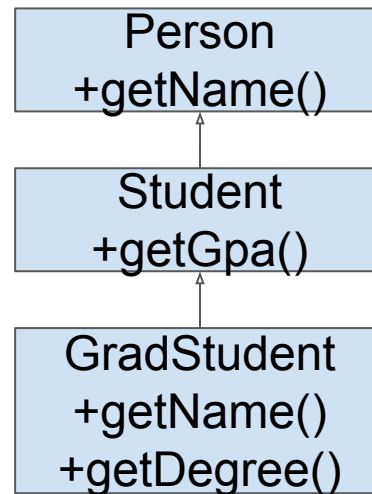 Person
+getName()
Student
+getGpa()
GradStudent
+getName()
+getDegree()